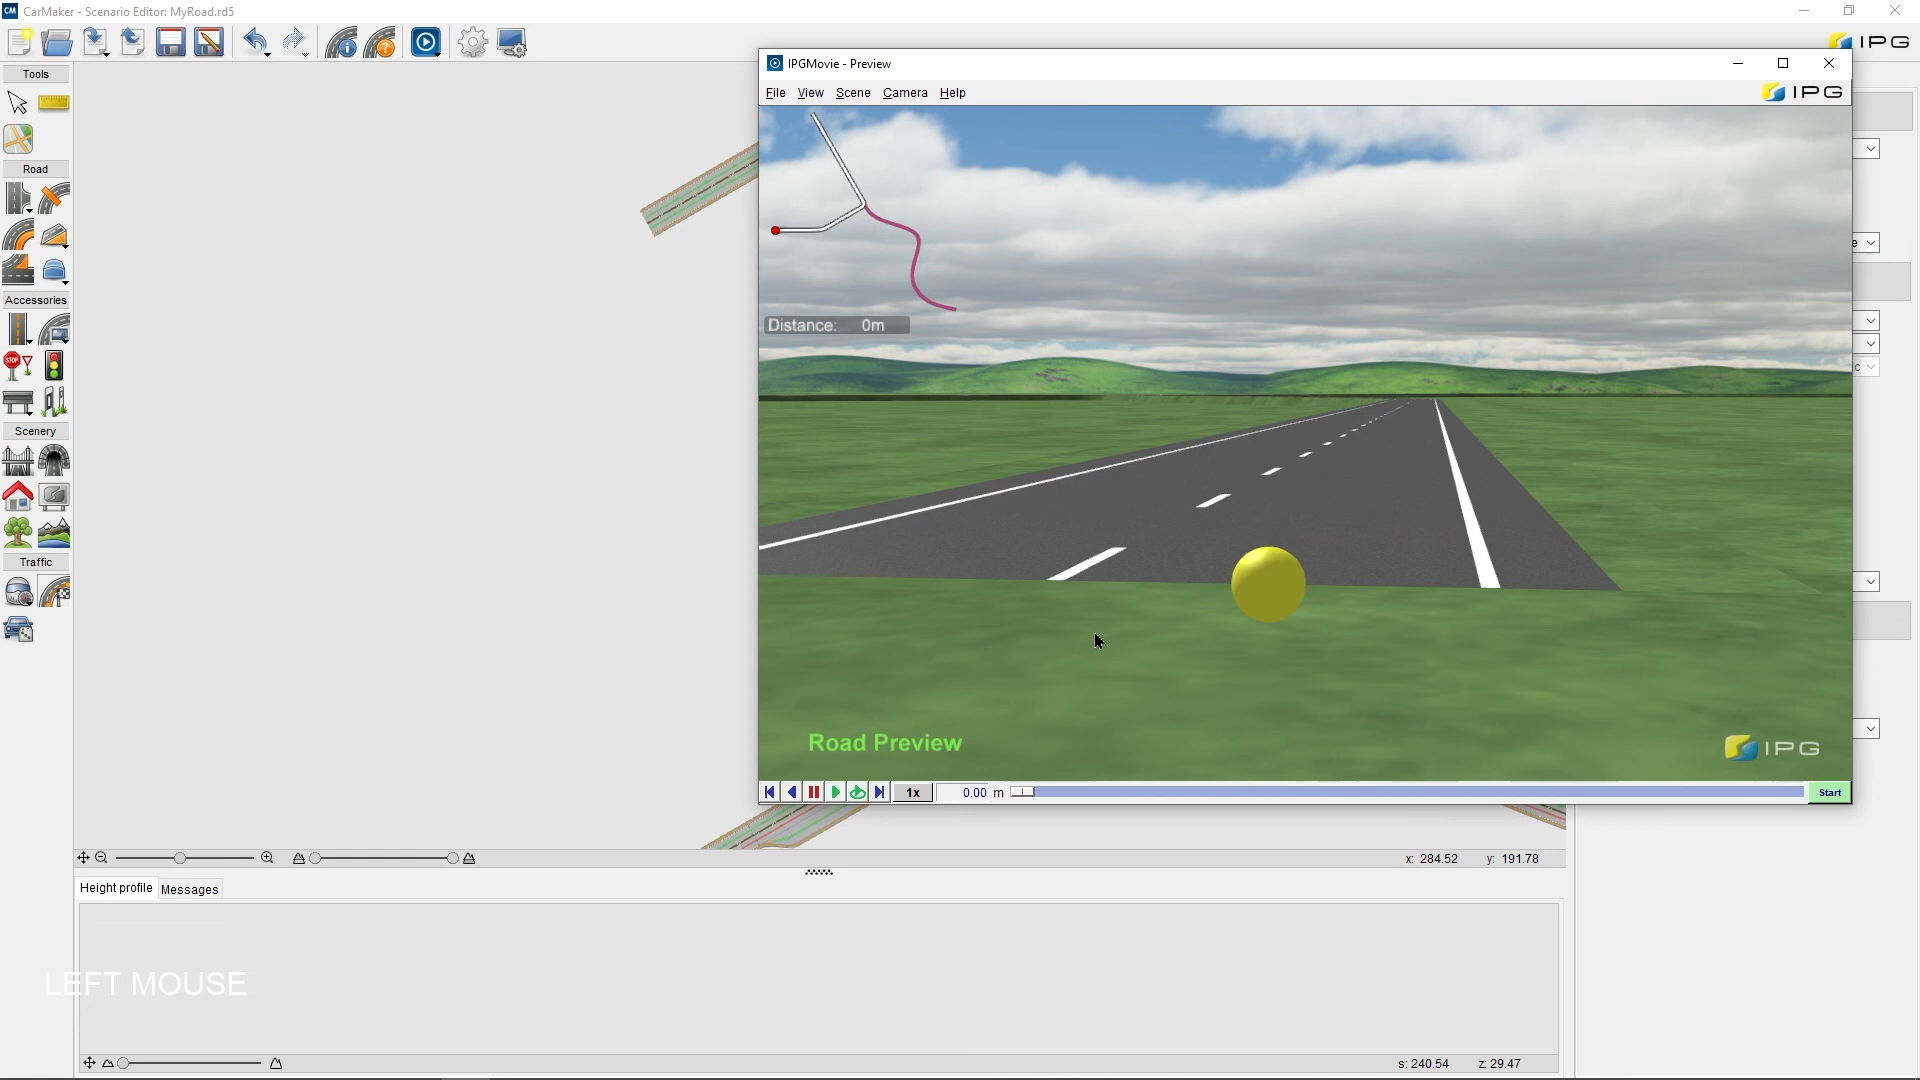 CM CarMaker - Scenario Editor: MyRoad.rd5
IPG
Tools
Road
Accessories
STOP
Scenery
Traffic
IPGMovie - Preview
File View Scene Camera Help
IPG
Distance: 0m
Road Preview
IPG
1x 0.00 m Start
e
c
x: 284.52 y: 191.78
Height profile Messages
LEFT MOUSE
s: 240.54 z: 29.47